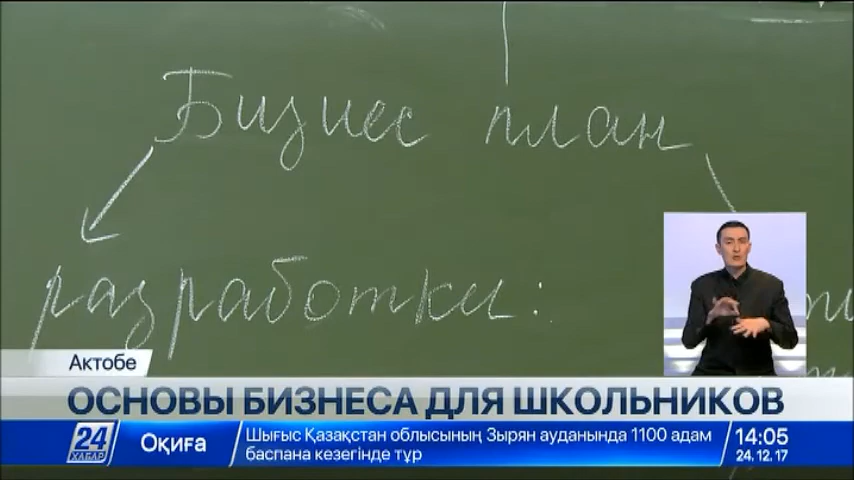 Бизнес план
разработки:
Актобе
ОСНОВЫ БИЗНЕСА ДЛЯ ШКОЛЬНИКОВ
24 ХАБАР
Оқиға
Шығыс Қазақстан облысының Зырян ауданында 1100 адам
баспана кезегінде тұр
14:05
24.12.17